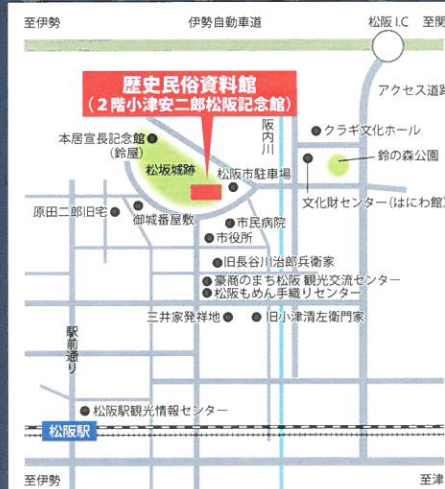 至伊勢
伊勢自動車道
松阪 I.C
至関
アクセス道路
歴史民俗資料館
（２階小津安二郎松阪記念館）
阪内川
本居宣長記念館
（鈴屋）
クラギ文化ホール
鈴の森公園
松坂城跡
松阪市駐車場
文化財センター（はにわ館）
原田二郎旧宅
御城番屋敷
市民病院
市役所
旧長谷川治郎兵衛家
豪商のまち松阪 観光交流センター
松阪もめん手織りセンター
三井家発祥地
旧小津清左衛門家
駅前通り
松阪駅観光情報センター
松阪駅
至伊勢
至津